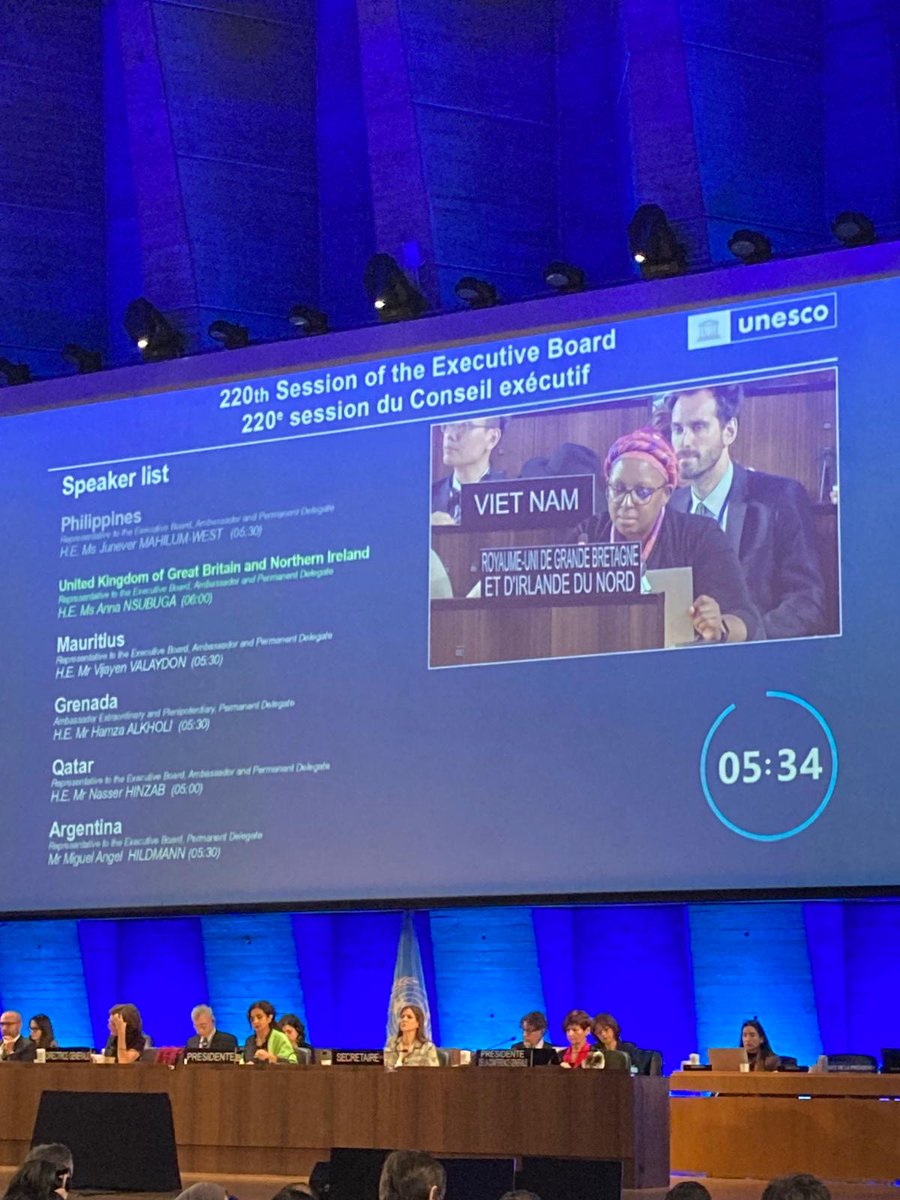 unesco
220th Session of the Executive Board
220e session du Conseil exécutif
Speaker list
Philippines
Representative to the Executive Board, Ambassador and Permanent Delegate
H.E. Ms Junever MAHILUM-WEST (05:30)
United Kingdom of Great Britain and Northern Ireland
Representative to the Executive Board, Ambassador and Permanent Delegate
H.E. Ms Anna NSUBUGA (06:00)
Mauritius
Representative to the Executive Board, Ambassador and Permanent Delegate
H.E. Mr Vijayen VALAYDON (05:30)
Grenada
Ambassador Extraordinary and Plenipotentiary, Permanent Delegate
H.E. Mr Hamza ALKHOLI (05:30)
Qatar
Representative to the Executive Board, Ambassador and Permanent Delegate
H.E. Mr Nasser HINZAB (05:00)
Argentina
Representative to the Executive Board, Permanent Delegate
Mr Miguel Angel HILDMANN (05:30)
VIET NAM
ROYAUME-UNI DE GRANDE BRETAGNE
ET D'IRLANDE DU NORD
05:34
DIRECTRICE GENERALE
PRESIDENTE
SECRETAIRE
PRESIDENTE
DE LA CONFERENCE GENERALE